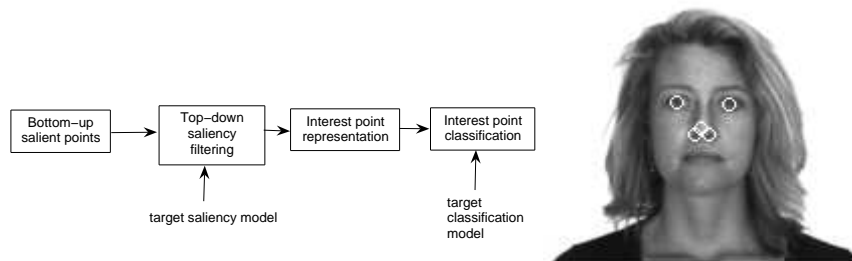 Bottom−up
salient points
Top−down
saliency
filtering
Interest point
representation
Interest point
classification
target saliency model
target
classification
model